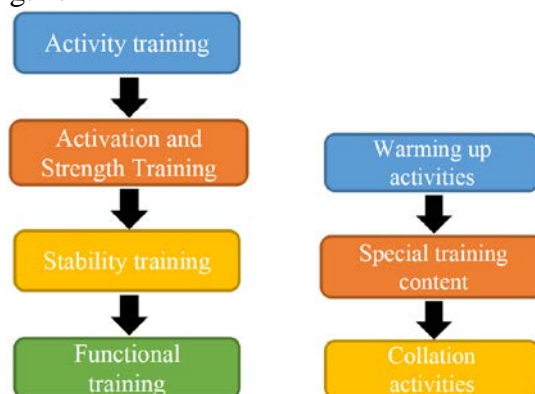 Activity training
Activation and
Strength Training
Stability training
Functional
training
Warming up
activities
Special training
content
Collation
activities